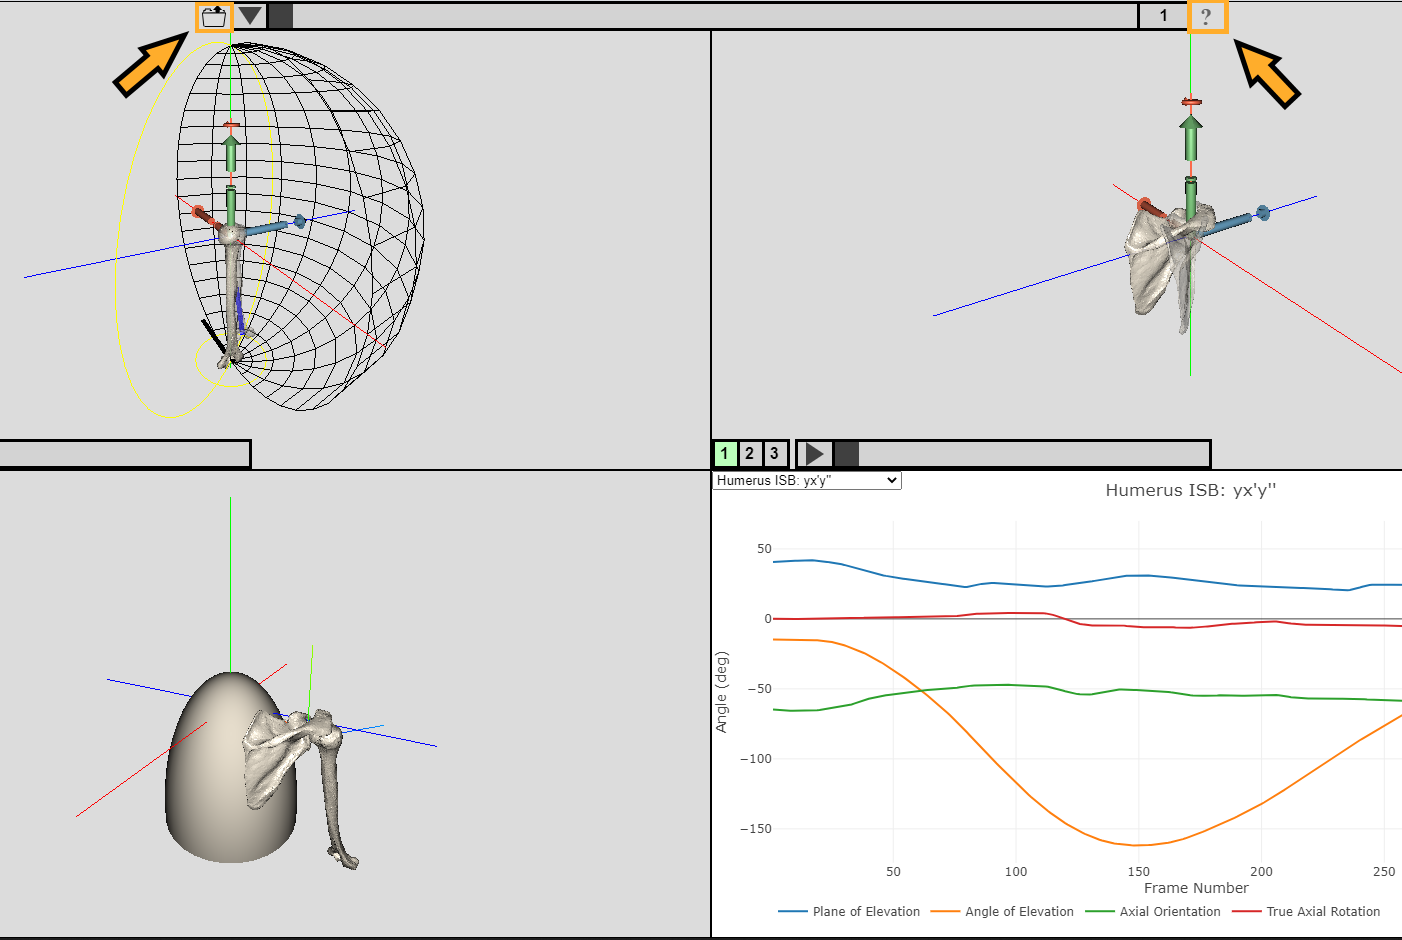 1
?
1 2 3
Humerus ISB: yx'y''
Humerus ISB: yx'y''
50
0
−50
−100
−150
Angle (deg)
50 100 150 200 250
Frame Number
Plane of Elevation Angle of Elevation Axial Orientation True Axial Rotation